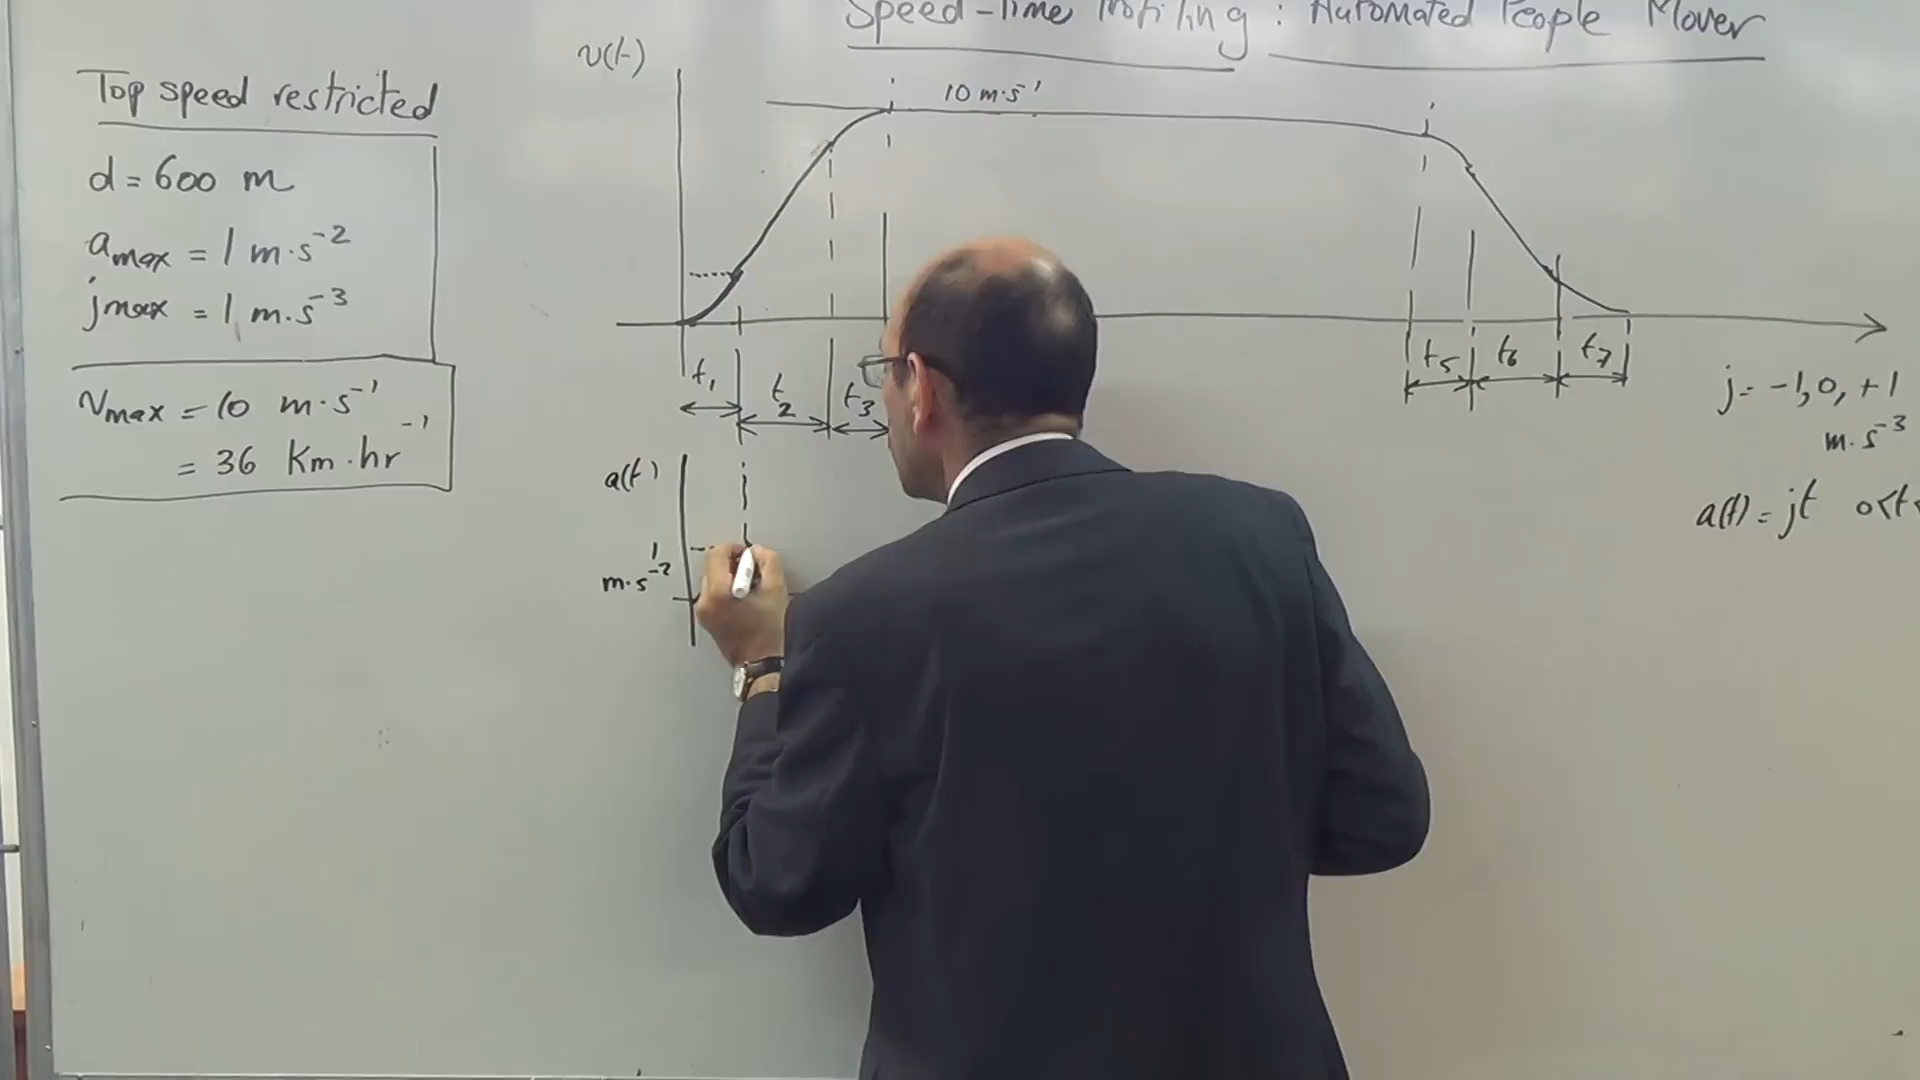 Speed-Time Profiling : Automated People Mover
Top speed restricted
d = 600 m
amax = 1 m·s⁻²
jmax = 1 m·s⁻³
vmax = 10 m·s⁻¹
= 36 Km·hr⁻¹
v(t)
10 m·s⁻¹
t₁
t₂
t₃
t₅
t₆
t₇
a(t)
1
m·s⁻²
j = -1, 0, +1
m·s⁻³
a(t) = jt 0<t<